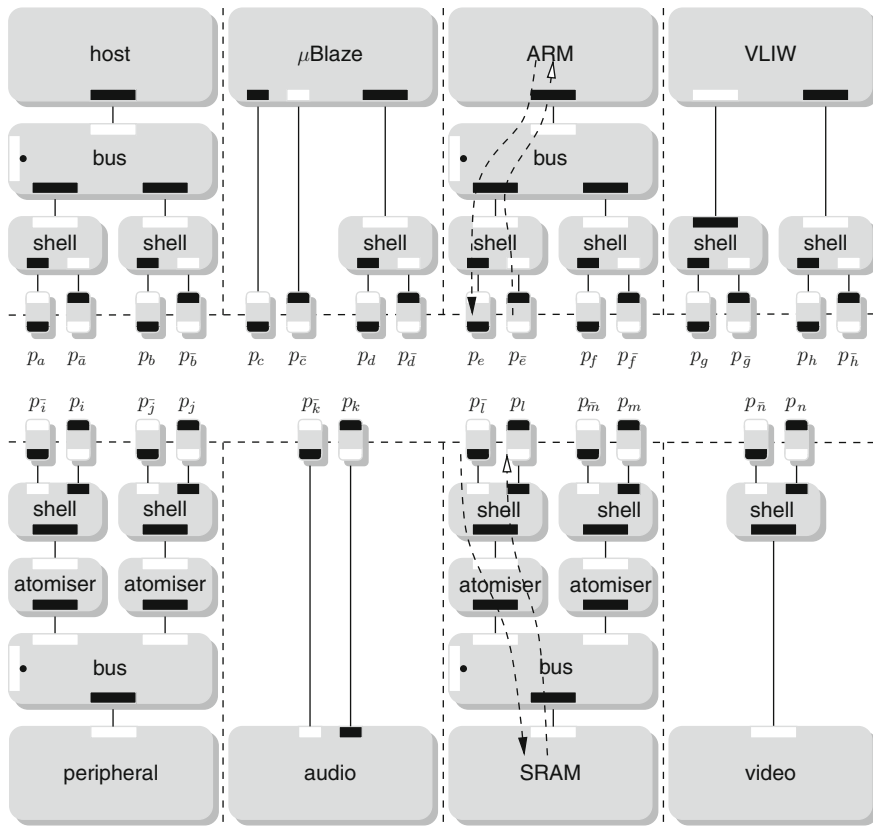 host μBlaze ARM VLIW
bus bus
shell shell shell shell shell shell shell
p_a p_ā p_b p_b̄ p_c p_c̄ p_d p_d̄ p_e p_ē p_f p_f̄ p_g p_ḡ p_h p_h̄
p_ī p_i p_j̄ p_j p_k̄ p_k p_l̄ p_l p_m̄ p_m p_n̄ p_n
shell shell shell shell shell
atomiser atomiser atomiser atomiser
bus bus
peripheral audio SRAM video